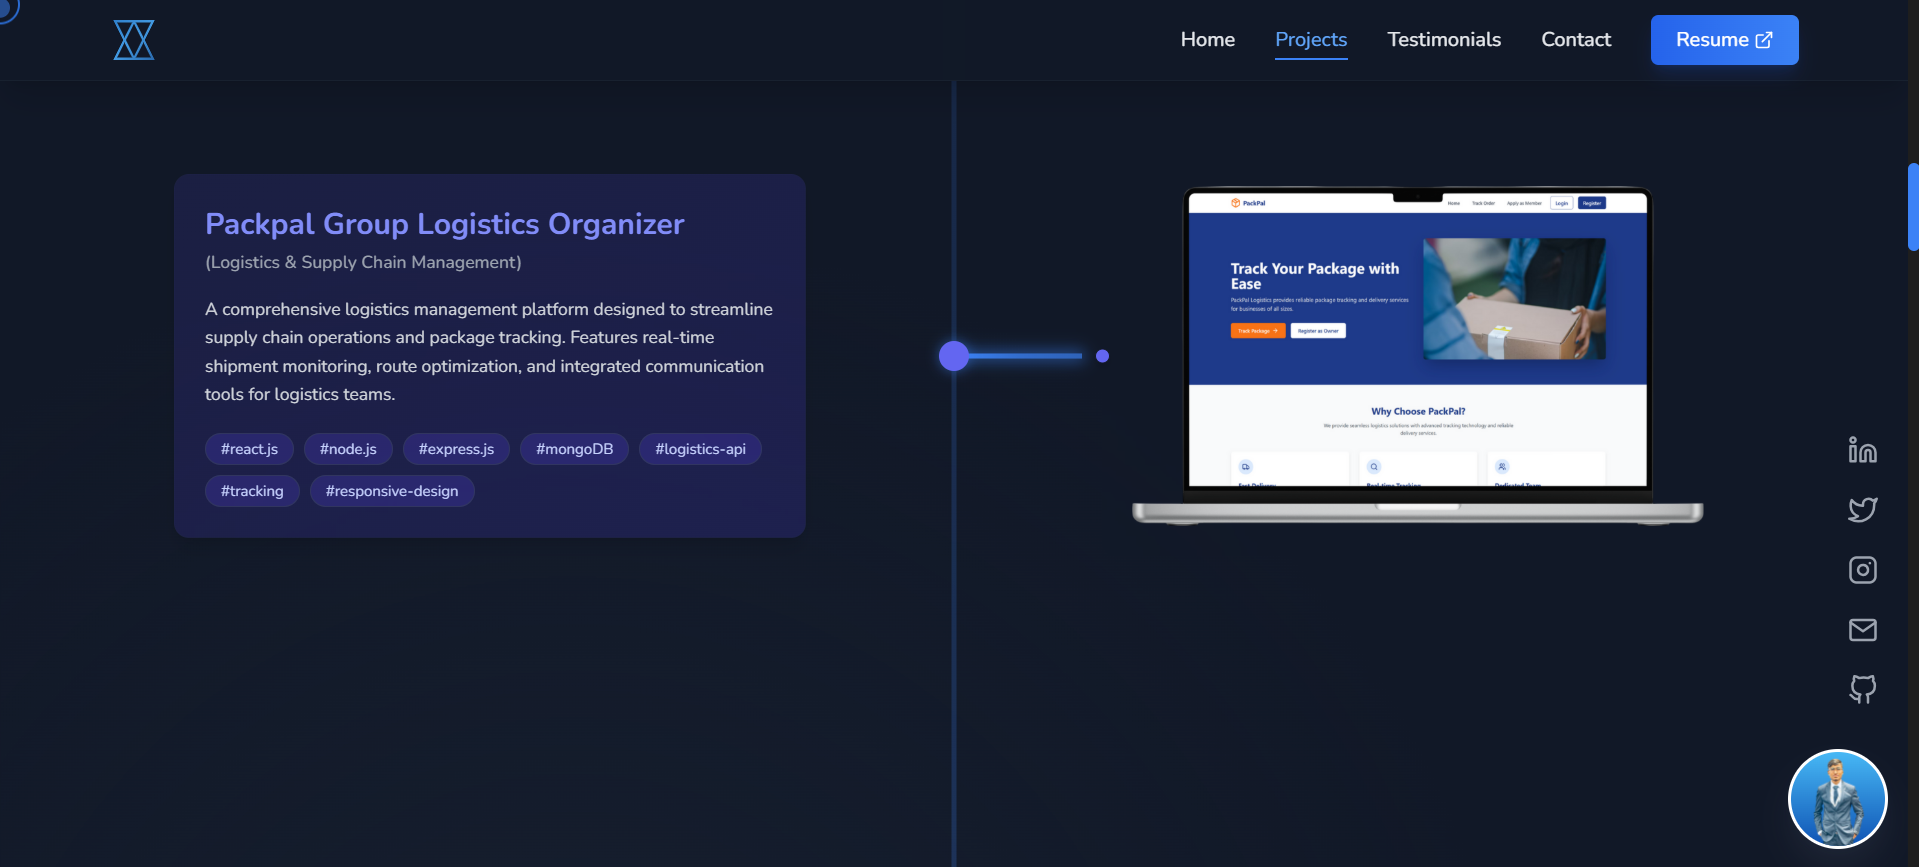 Home
Projects
Testimonials
Contact
Resume
Packpal Group Logistics Organizer
(Logistics & Supply Chain Management)
A comprehensive logistics management platform designed to streamline
supply chain operations and package tracking. Features real-time
shipment monitoring, route optimization, and integrated communication
tools for logistics teams.
#react.js #node.js #express.js #mongoDB #logistics-api
#tracking #responsive-design
PackPal
Home Track Order Apply as Member Login Register
Track Your Package with
Ease
PackPal Logistics provides reliable package tracking and delivery services
for businesses of all sizes.
Track Package → Register as Owner
Why Choose PackPal?
We provide seamless logistics solutions with advanced tracking technology and reliable
delivery services.
Fast Delivery Real-time Tracking Dedicated Team